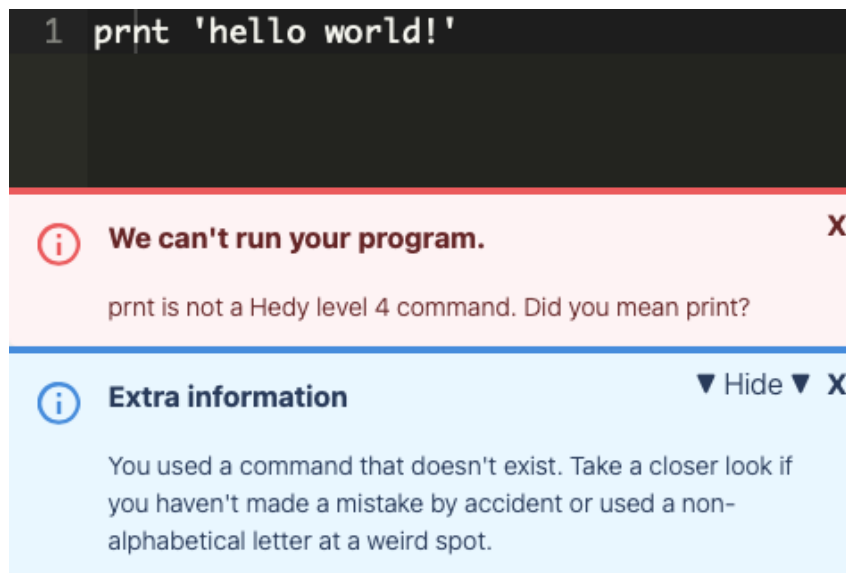 1 prnt 'hello world!'
We can't run your program.
X
prnt is not a Hedy level 4 command. Did you mean print?
Extra information
▼ Hide ▼ X
You used a command that doesn't exist. Take a closer look if
you haven't made a mistake by accident or used a non-
alphabetical letter at a weird spot.